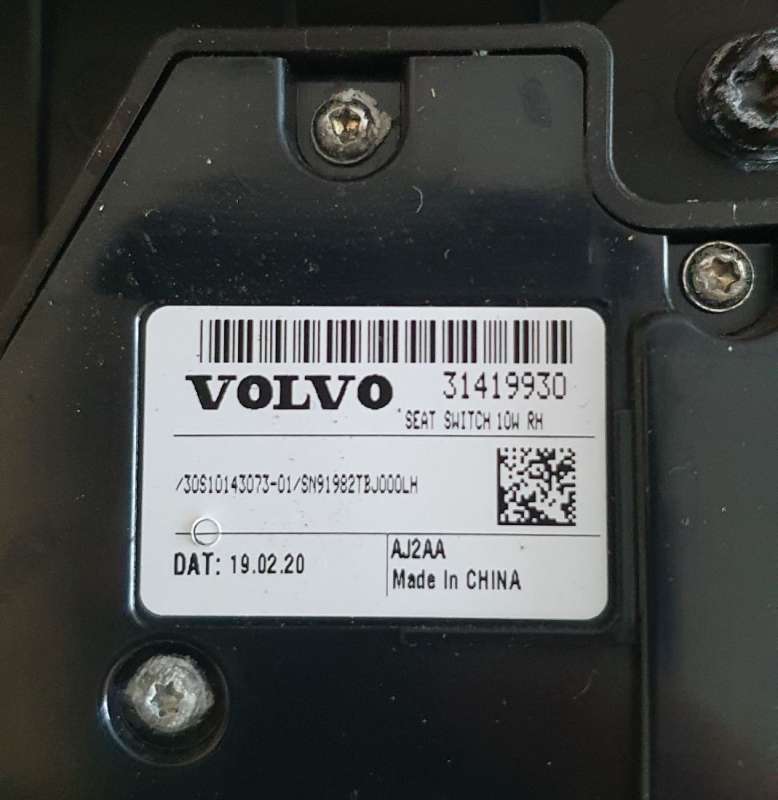 VOLVO 31419930
SEAT SWITCH 10W RH
/30S10143073-01/SN91982TBJ000LH
DAT: 19.02.20
AJ2AA
Made In CHINA